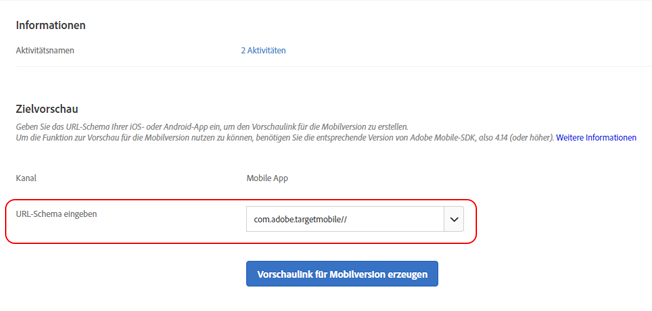 Informationen
Aktivitätsnamen 2 Aktivitäten
Zielvorschau
Geben Sie das URL-Schema Ihrer iOS- oder Android-App ein, um den Vorschaulink für die Mobilversion zu erstellen.
Um die Funktion zur Vorschau für die Mobilversion nutzen zu können, benötigen Sie die entsprechende Version von Adobe Mobile-SDK, also 4.14 (oder höher). Weitere Informationen
Kanal Mobile App
URL-Schema eingeben com.adobe.targetmobile//
Vorschaulink für Mobilversion erzeugen